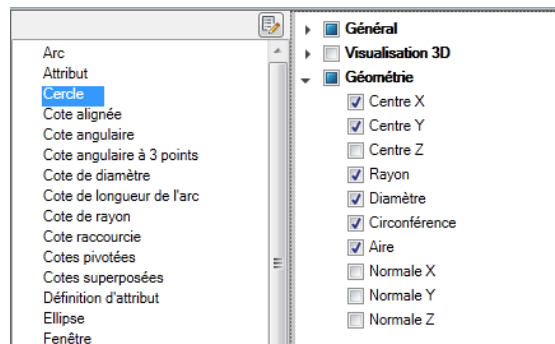 Arc
Attribut
Cercle
Cote alignée
Cote angulaire
Cote angulaire à 3 points
Cote de diamètre
Cote de longueur de l'arc
Cote de rayon
Cote raccourcie
Cotes pivotées
Cotes superposées
Définition d'attribut
Ellipse
Fenêtre
Général
Visualisation 3D
Géométrie
Centre X
Centre Y
Centre Z
Rayon
Diamètre
Circonférence
Aire
Normale X
Normale Y
Normale Z